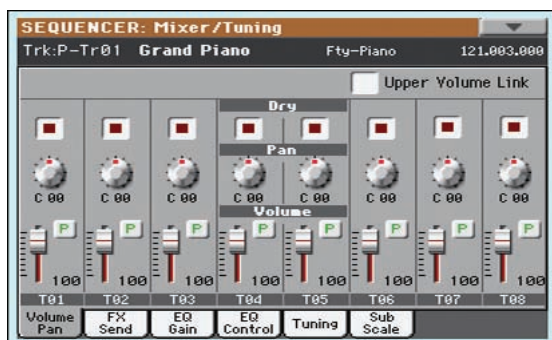 SEQUENCER: Mixer/Tuning
Trk:P-Tr01 Grand Piano Fty-Piano 121.003.000
Upper Volume Link
Dry
Pan
C 00 C 00 C 00 C 00 C 00 C 00 C 00 C 00
Volume
P P P P P P P P
100 100 100 100 100 100 100 100
T01 T02 T03 T04 T05 T06 T07 T08
Volume Pan FX Send EQ Gain EQ Control Tuning Sub Scale